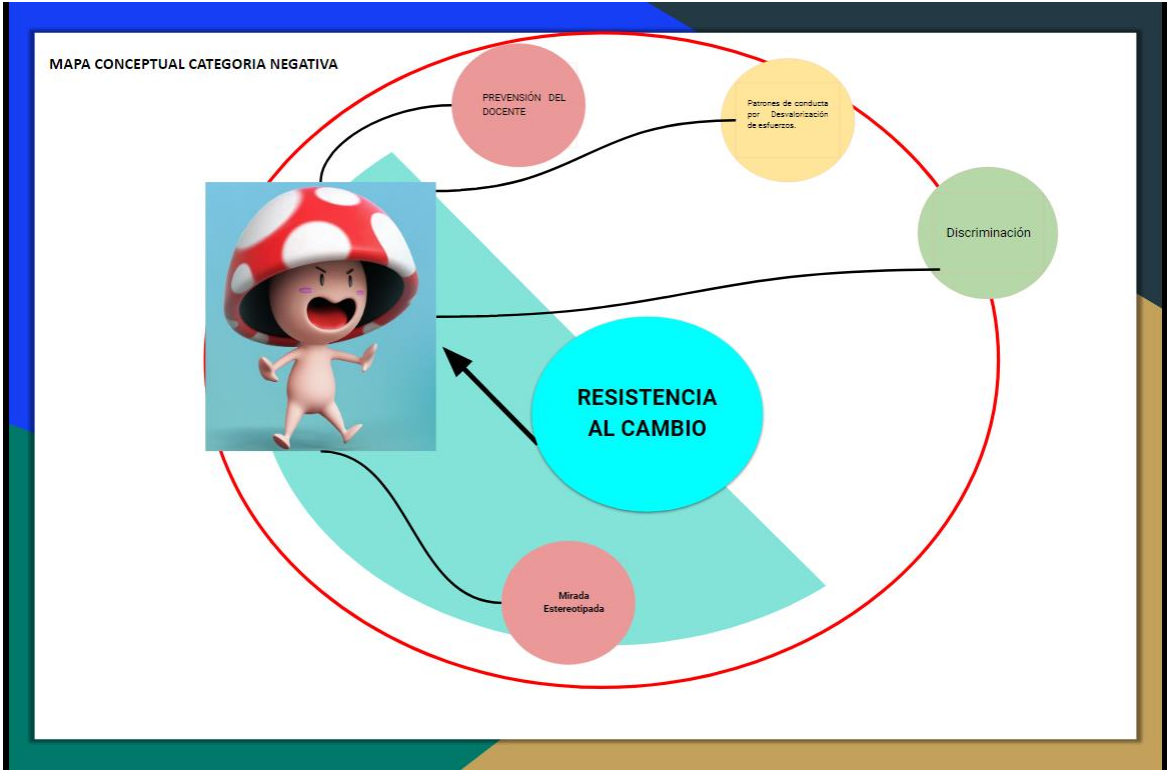 MAPA CONCEPTUAL CATEGORIA NEGATIVA
PREVENSIÓN DEL
DOCENTE
Patrones de conducta
por Desvalorización
de esfuerzos.
Discriminación
RESISTENCIA
AL CAMBIO
Mirada
Estereotipada